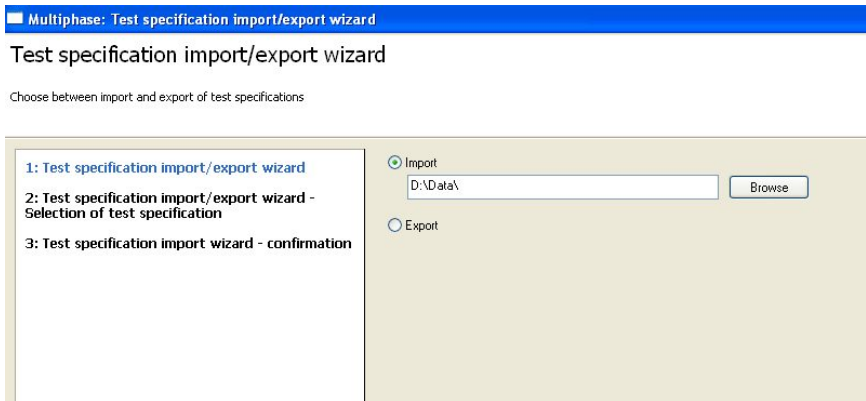 Multiphase: Test specification import/export wizard
Test specification import/export wizard
Choose between import and export of test specifications
1: Test specification import/export wizard
2: Test specification import/export wizard -
Selection of test specification
3: Test specification import wizard - confirmation
Import
D:\Data\
Browse
Export